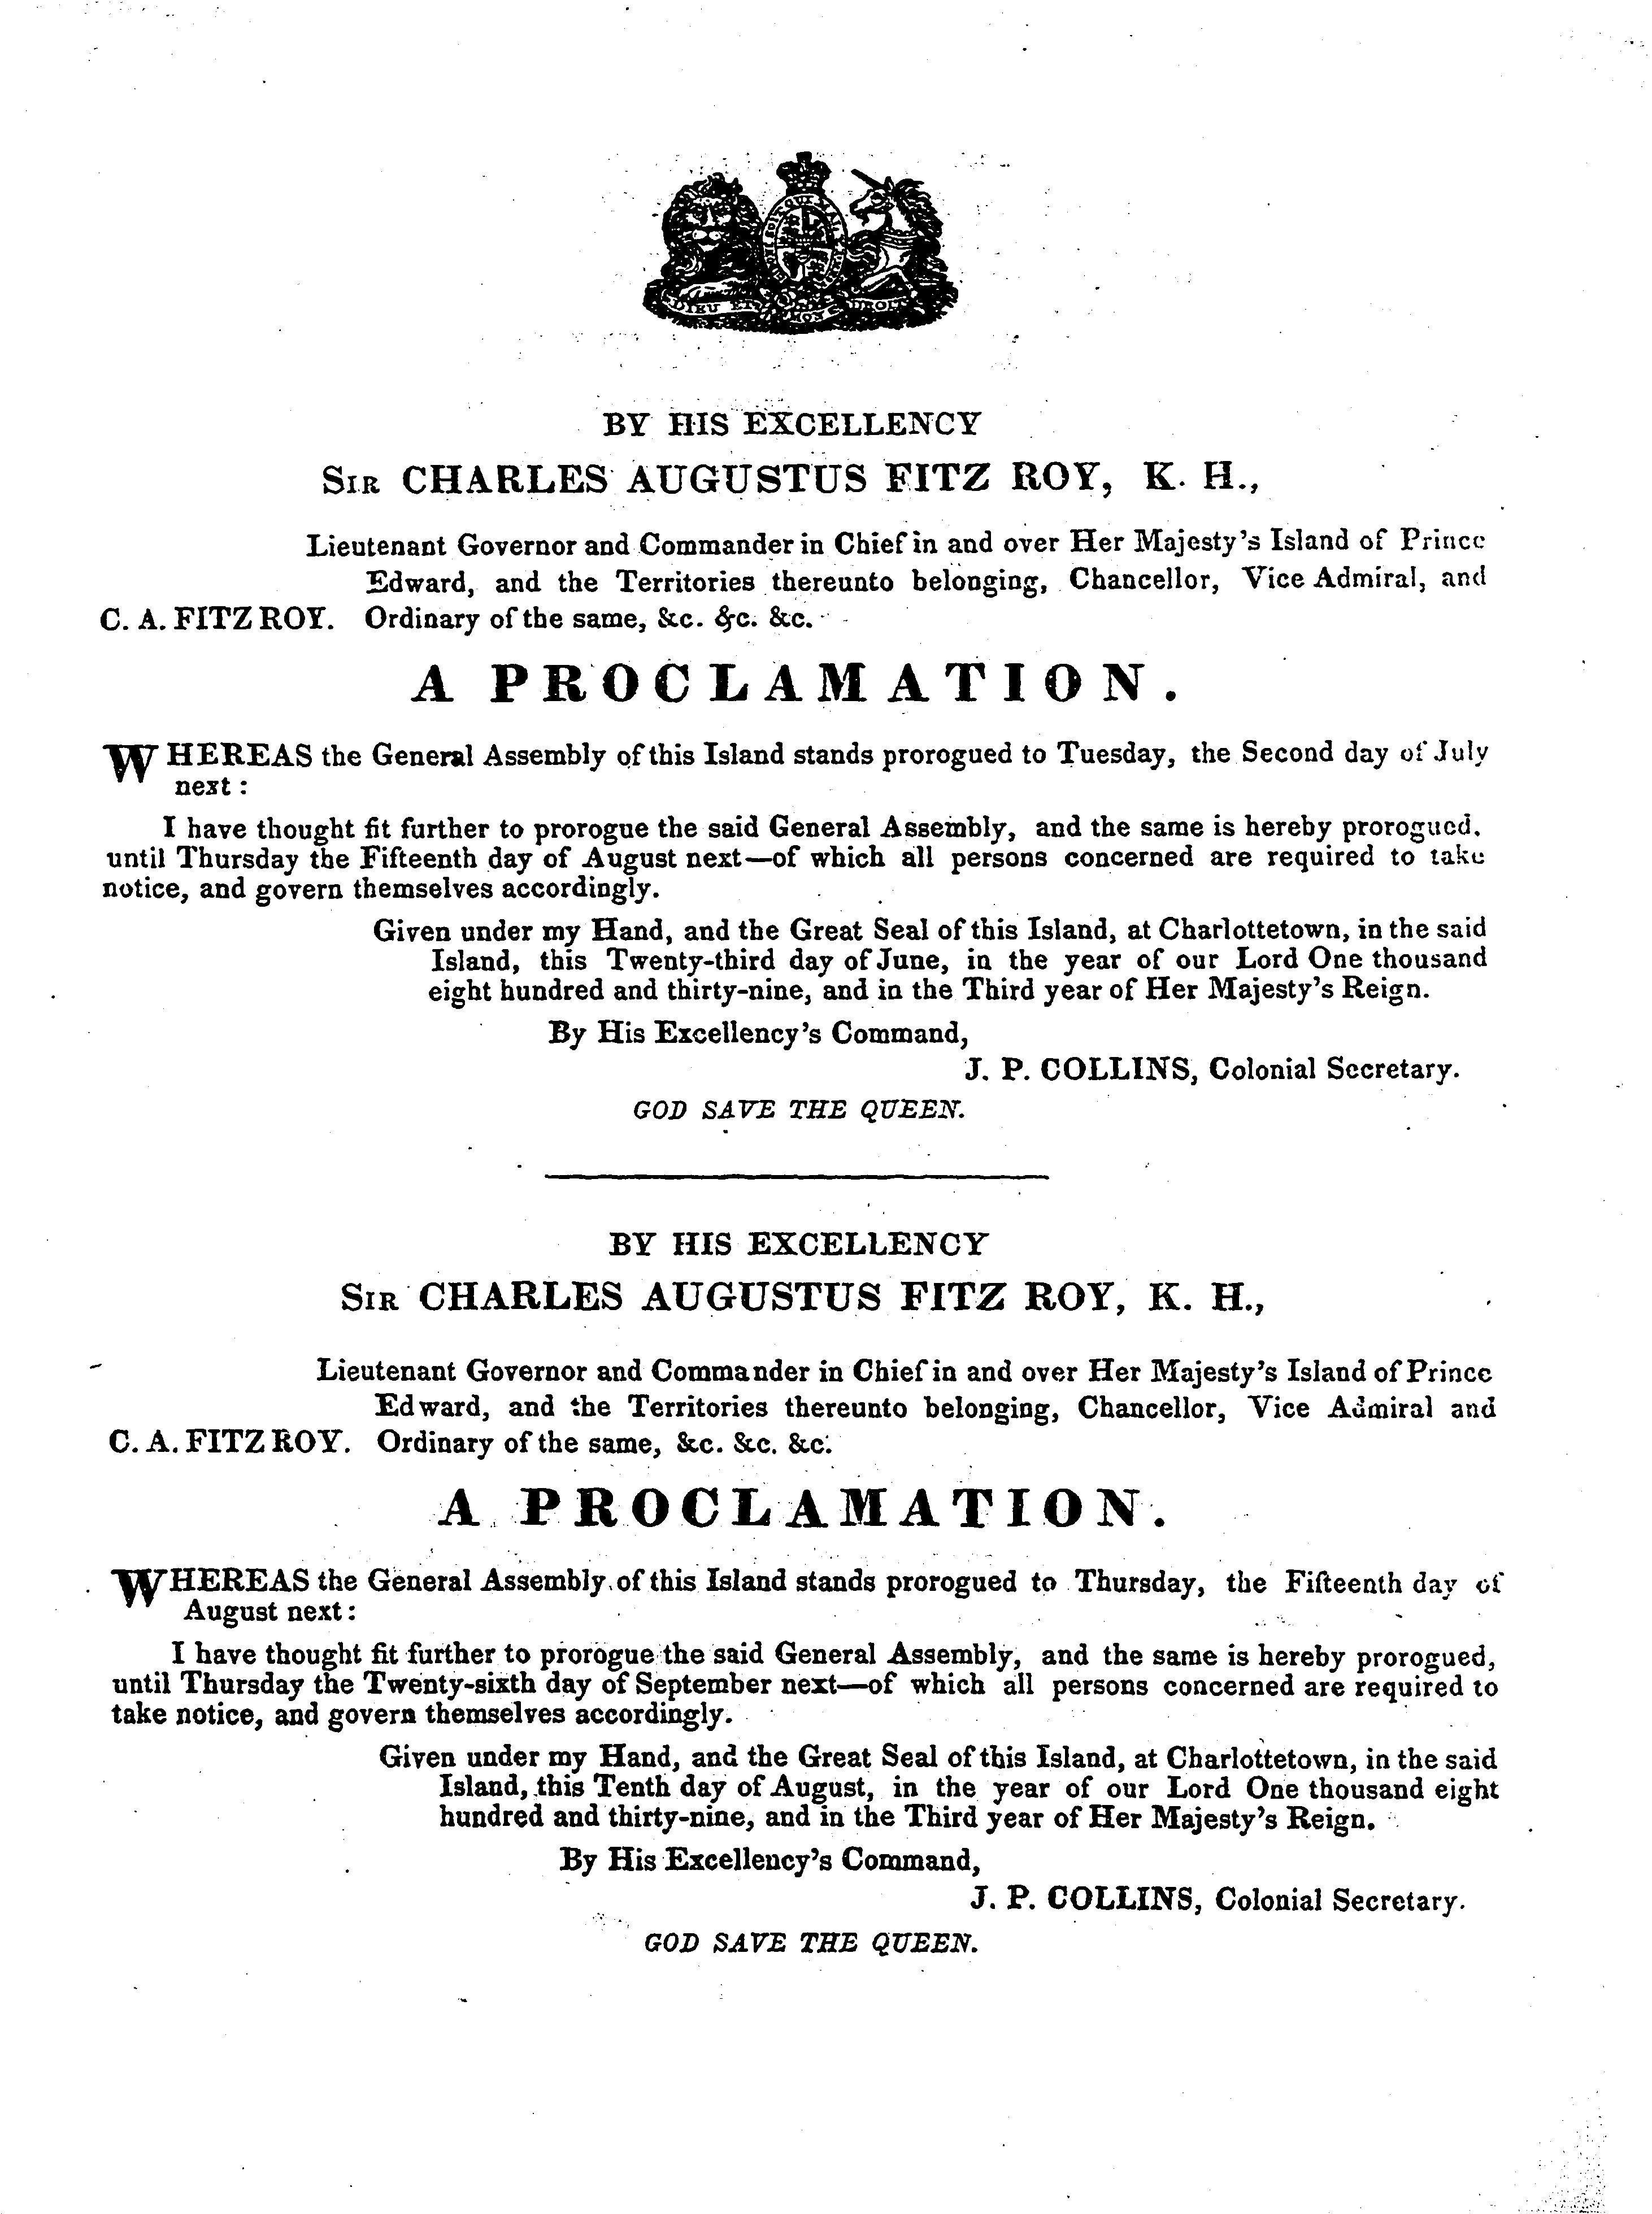 DIEU ET MON DROIT
BY HIS EXCELLENCY
SIR CHARLES AUGUSTUS FITZ ROY, K. H.,
Lieutenant Governor and Commander in Chief in and over Her Majesty's Island of Prince
Edward, and the Territories thereunto belonging, Chancellor, Vice Admiral, and
C. A. FITZ ROY. Ordinary of the same, &c. &c. &c.
A PROCLAMATION.
WHEREAS the General Assembly of this Island stands prorogued to Tuesday, the Second day of July
next:
I have thought fit further to prorogue the said General Assembly, and the same is hereby prorogued,
until Thursday the Fifteenth day of August next—of which all persons concerned are required to take
notice, and govern themselves accordingly.
Given under my Hand, and the Great Seal of this Island, at Charlottetown, in the said
Island, this Twenty-third day of June, in the year of our Lord One thousand
eight hundred and thirty-nine, and in the Third year of Her Majesty's Reign.
By His Excellency's Command,
J. P. COLLINS, Colonial Secretary.
GOD SAVE THE QUEEN.
BY HIS EXCELLENCY
SIR CHARLES AUGUSTUS FITZ ROY, K. H.,
Lieutenant Governor and Commander in Chief in and over Her Majesty's Island of Prince
Edward, and the Territories thereunto belonging, Chancellor, Vice Admiral and
C. A. FITZ ROY. Ordinary of the same, &c. &c. &c.
A PROCLAMATION.
WHEREAS the General Assembly of this Island stands prorogued to Thursday, the Fifteenth day of
August next:
I have thought fit further to prorogue the said General Assembly, and the same is hereby prorogued,
until Thursday the Twenty-sixth day of September next—of which all persons concerned are required to
take notice, and govern themselves accordingly.
Given under my Hand, and the Great Seal of this Island, at Charlottetown, in the said
Island, this Tenth day of August, in the year of our Lord One thousand eight
hundred and thirty-nine, and in the Third year of Her Majesty's Reign.
By His Excellency's Command,
J. P. COLLINS, Colonial Secretary.
GOD SAVE THE QUEEN.